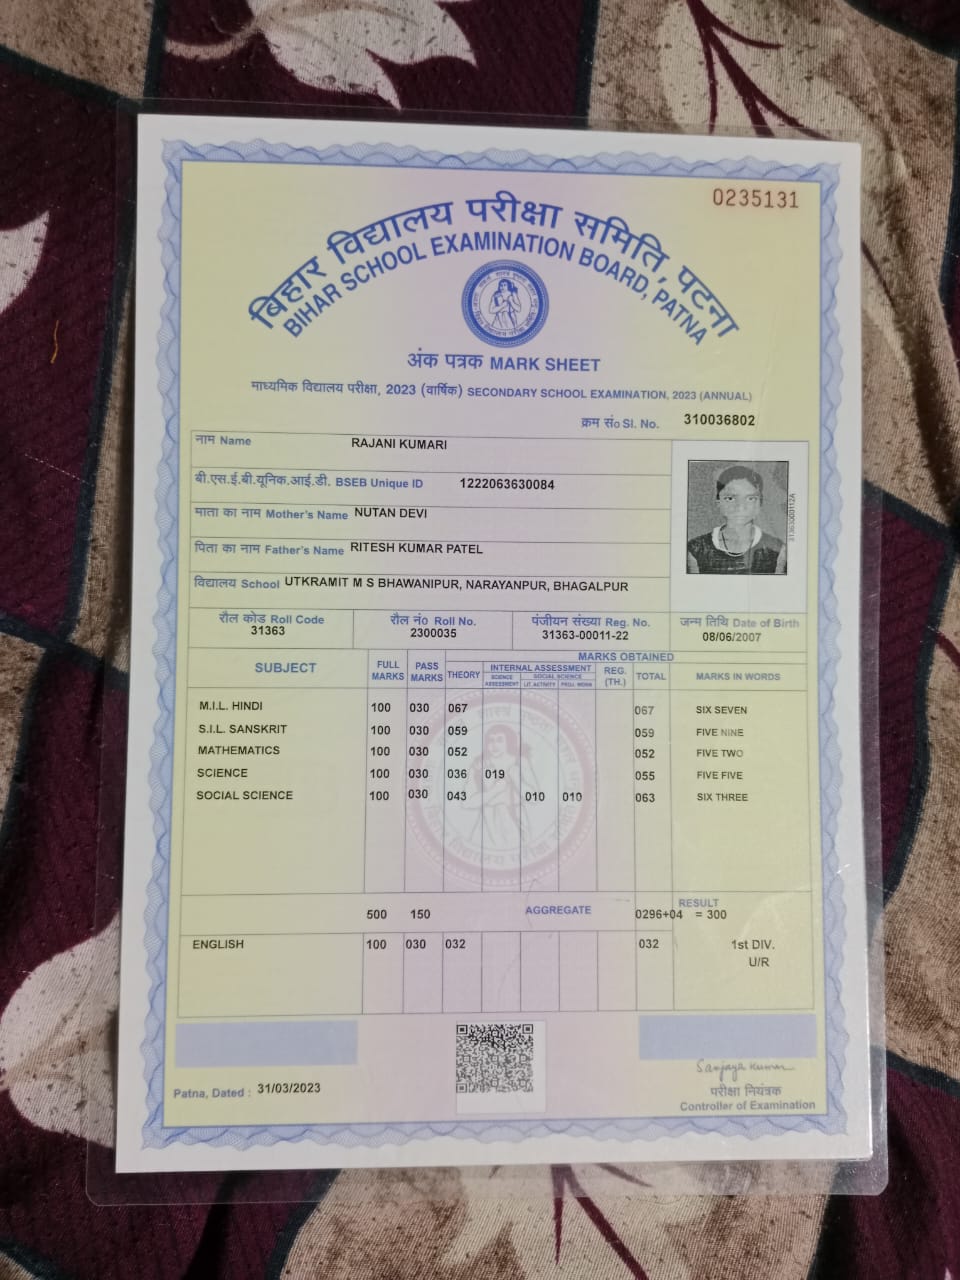 0235131
बिहार विद्यालय परीक्षा समिति, पटना
BIHAR SCHOOL EXAMINATION BOARD, PATNA
अंक पत्रक MARK SHEET
माध्यमिक विद्यालय परीक्षा, 2023 (वार्षिक) SECONDARY SCHOOL EXAMINATION, 2023 (ANNUAL)
क्रम सं० Sl. No. 310036802
नाम Name RAJANI KUMARI
बी.एस.ई.बी.यूनिक.आई.डी. BSEB Unique ID 1222063630084
माता का नाम Mother's Name NUTAN DEVI
पिता का नाम Father's Name RITESH KUMAR PATEL
विद्यालय School UTKRAMIT M S BHAWANIPUR, NARAYANPUR, BHAGALPUR
रौल कोड Roll Code रौल नं० Roll No. पंजीयन संख्या Reg. No. जन्म तिथि Date of Birth
31363 2300035 31363-00011-22 08/06/2007
SUBJECT FULL MARKS PASS MARKS MARKS OBTAINED
THEORY INTERNAL ASSESSMENT REG. (TH.) TOTAL MARKS IN WORDS
SCIENCE ASSESSMENT SOCIAL SCIENCE
LIT. ACTIVITY PROJ. WORK
M.I.L. HINDI 100 030 067 067 SIX SEVEN
S.I.L. SANSKRIT 100 030 059 059 FIVE NINE
MATHEMATICS 100 030 052 052 FIVE TWO
SCIENCE 100 030 036 019 055 FIVE FIVE
SOCIAL SCIENCE 100 030 043 010 010 063 SIX THREE
RESULT
500 150 AGGREGATE 0296+04 = 300
ENGLISH 100 030 032 032 1st DIV.
U/R
Patna, Dated : 31/03/2023
Sanjay Kumar
परीक्षा नियंत्रक
Controller of Examination